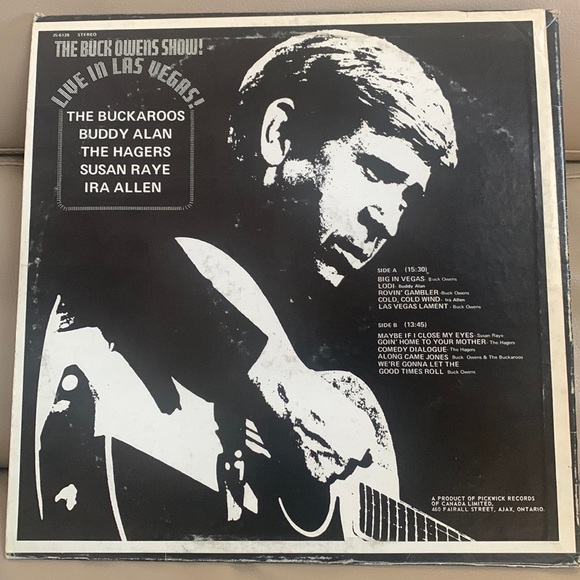 JS-6126 STEREO
THE BUCK OWENS SHOW!
LIVE IN LAS VEGAS!
THE BUCKAROOS
BUDDY ALAN
THE HAGERS
SUSAN RAYE
IRA ALLEN
SIDE A (15:30)
BIG IN VEGAS- Buck Owens
LODI- Buddy Alan
ROVIN' GAMBLER-Buck Owens
COLD, COLD WIND- Ira Allen
LAS VEGAS LAMENT - Buck Owens
SIDE B (13:45)
MAYBE IF I CLOSE MY EYES- Susan Raye
GOIN' HOME TO YOUR MOTHER- The Hagers
COMEDY DIALOGUE- The Hagers
ALONG CAME JONES Buck Owens & The Buckaroos
WE'RE GONNA LET THE
GOOD TIMES ROLL Buck Owens
A PRODUCT OF PICKWICK RECORDS
OF CANADA LIMITED,
460 FAIRALL STREET, AJAX, ONTARIO.